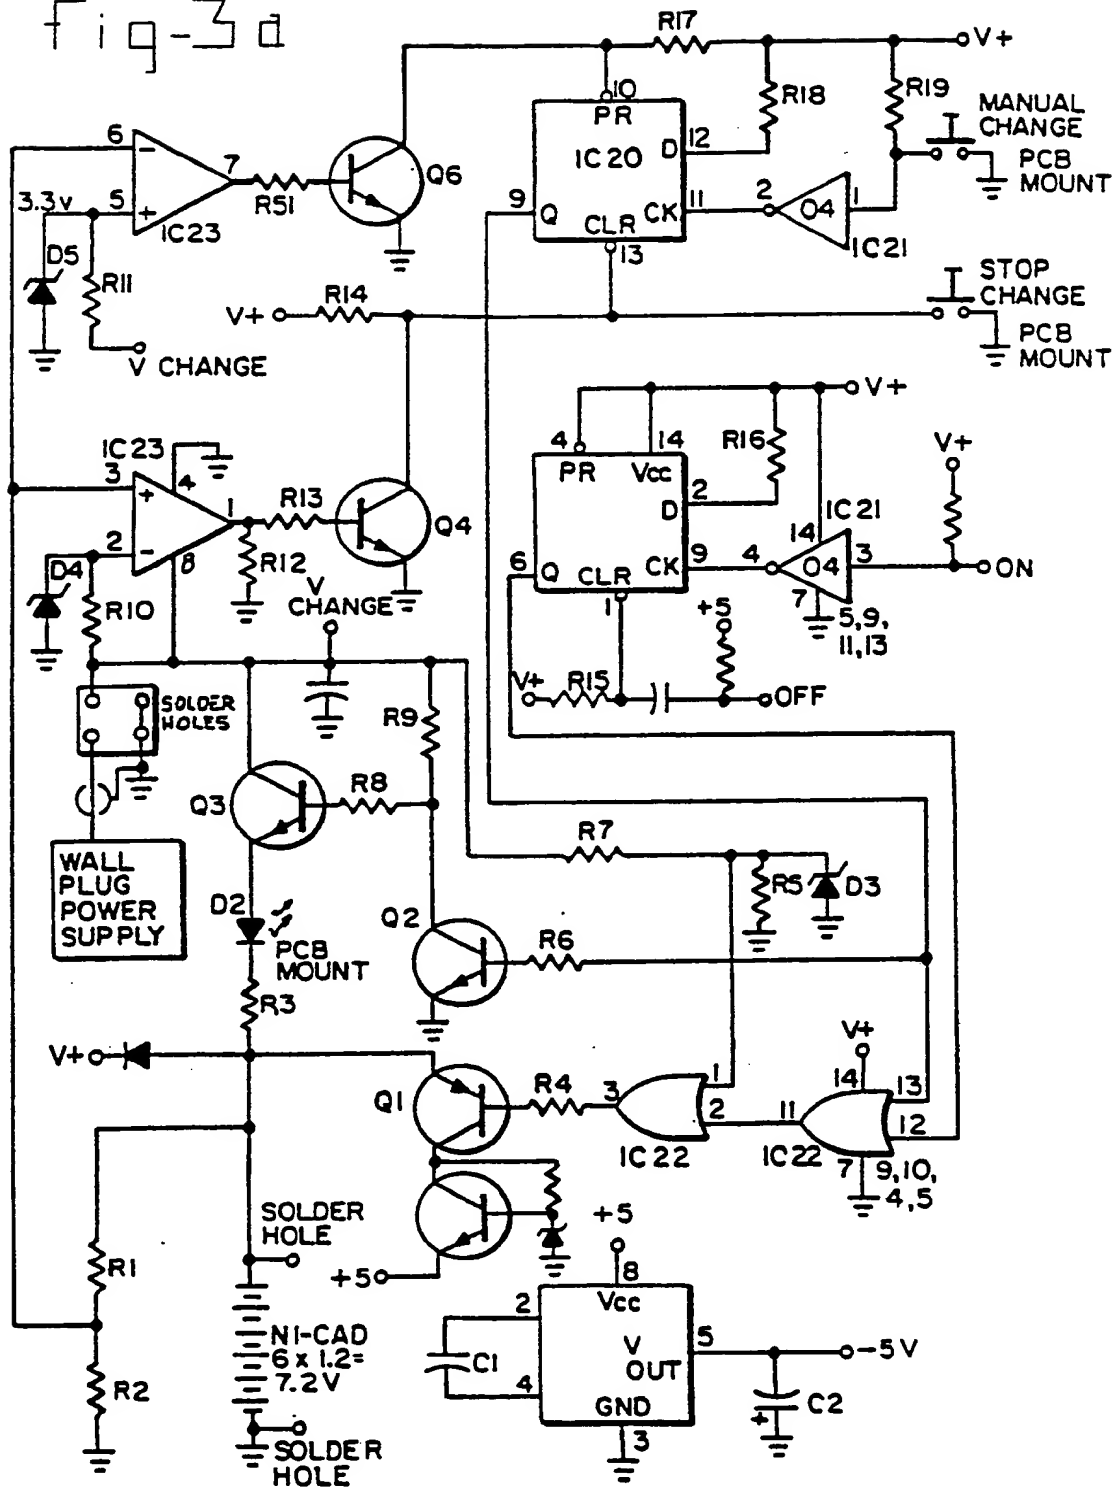 Fig-3a
R17
V+
10
PR
R18
R19
MANUAL
CHANGE
PCB
MOUNT
6
7
R51
Q6
IC20
D
12
2
04
1
3.3v
5
IC23
9
Q
CK
11
CLR
IC21
13
D5
R11
R14
V+
STOP
CHANGE
PCB
MOUNT
V CHANGE
V+
4
14
R16
V+
PR
Vcc
IC23
3
4
D
2
IC21
1
R13
Q4
14
2
8
R12
6
Q
CK
9
4
04
3
ON
CLR
D4
R10
V
CHANGE
1
+5
7
5,9,
11,13
V+
R15
OFF
SOLDER
HOLES
R9
Q3
R8
R7
WALL
PLUG
POWER
SUPPLY
R5
D3
D2
Q2
R6
PCB
MOUNT
R3
V+
V+
14
13
Q1
R4
3
1
2
11
12
IC22
IC22
7
9,10,
4,5
SOLDER
HOLE
+5
+5
8
R1
Vcc
2
NI-CAD
6 x 1.2=
7.2V
C1
V
OUT
5
-5V
R2
4
GND
C2
+
3
SOLDER
HOLE